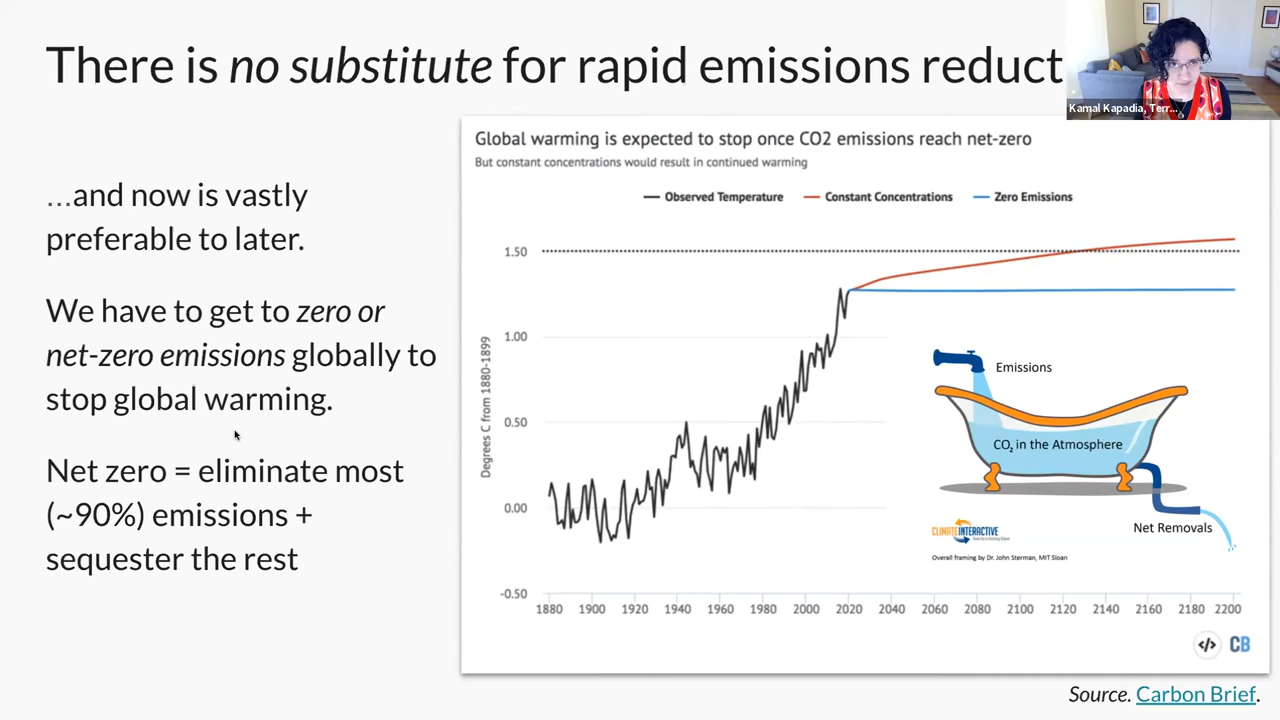 There is no substitute for rapid emissions reduct
Kamal Kapadia, Terr...
...and now is vastly
preferable to later.
We have to get to zero or
net-zero emissions globally to
stop global warming.
Net zero = eliminate most
(~90%) emissions +
sequester the rest
Global warming is expected to stop once CO2 emissions reach net-zero
But constant concentrations would result in continued warming
Observed Temperature Constant Concentrations Zero Emissions
Degrees C from 1880-1899
1.50
1.00
0.50
0.00
-0.50
1880 1900 1920 1940 1960 1980 2000 2020 2040 2060 2080 2100 2120 2140 2160 2180 2200
Emissions
CO₂ in the Atmosphere
Net Removals
CLIMATE INTERACTIVE
Overall framing by Dr. John Sterman, MIT Sloan
</> CB
Source. Carbon Brief.